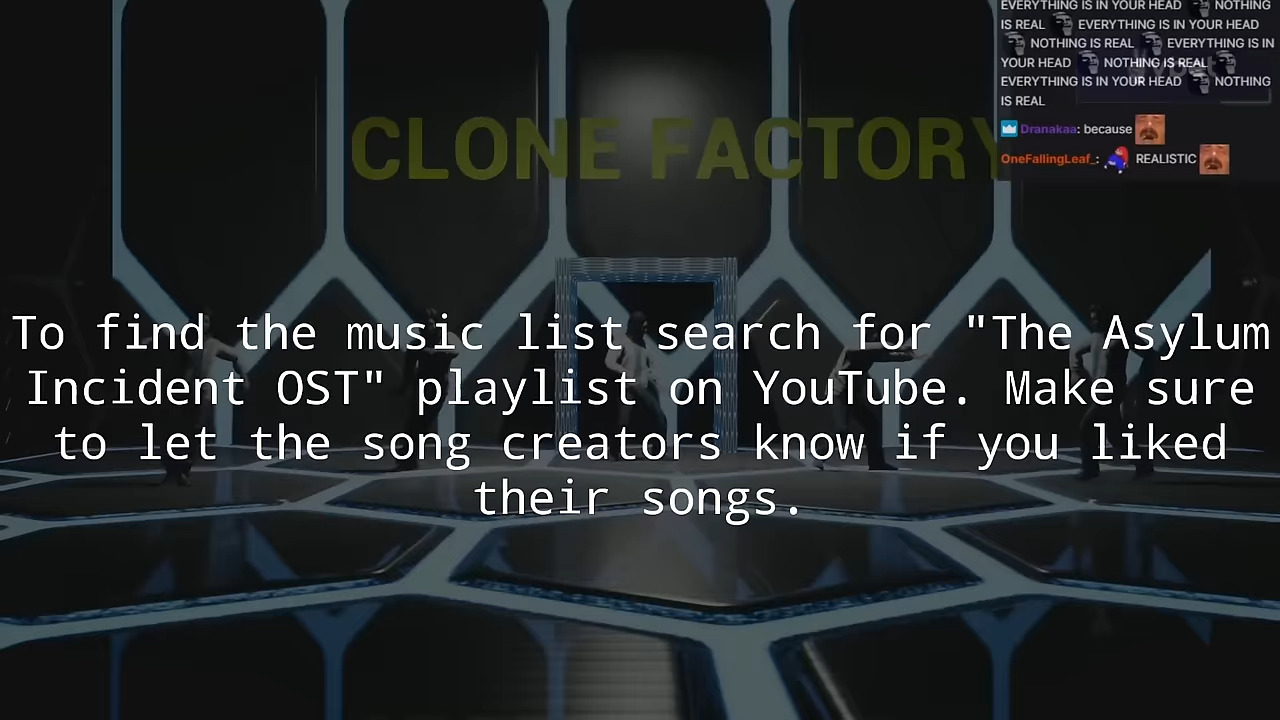 EVERYTHING IS IN YOUR HEAD NOTHING
IS REAL EVERYTHING IS IN YOUR HEAD
NOTHING IS REAL EVERYTHING IS IN
YOUR HEAD NOTHING IS REAL
EVERYTHING IS IN YOUR HEAD NOTHING
IS REAL
Dranakaa: because
OneFallingLeaf_: REALISTIC
CLONE FACTORY
To find the music list search for "The Asylum
Incident OST" playlist on YouTube. Make sure
to let the song creators know if you liked
their songs.